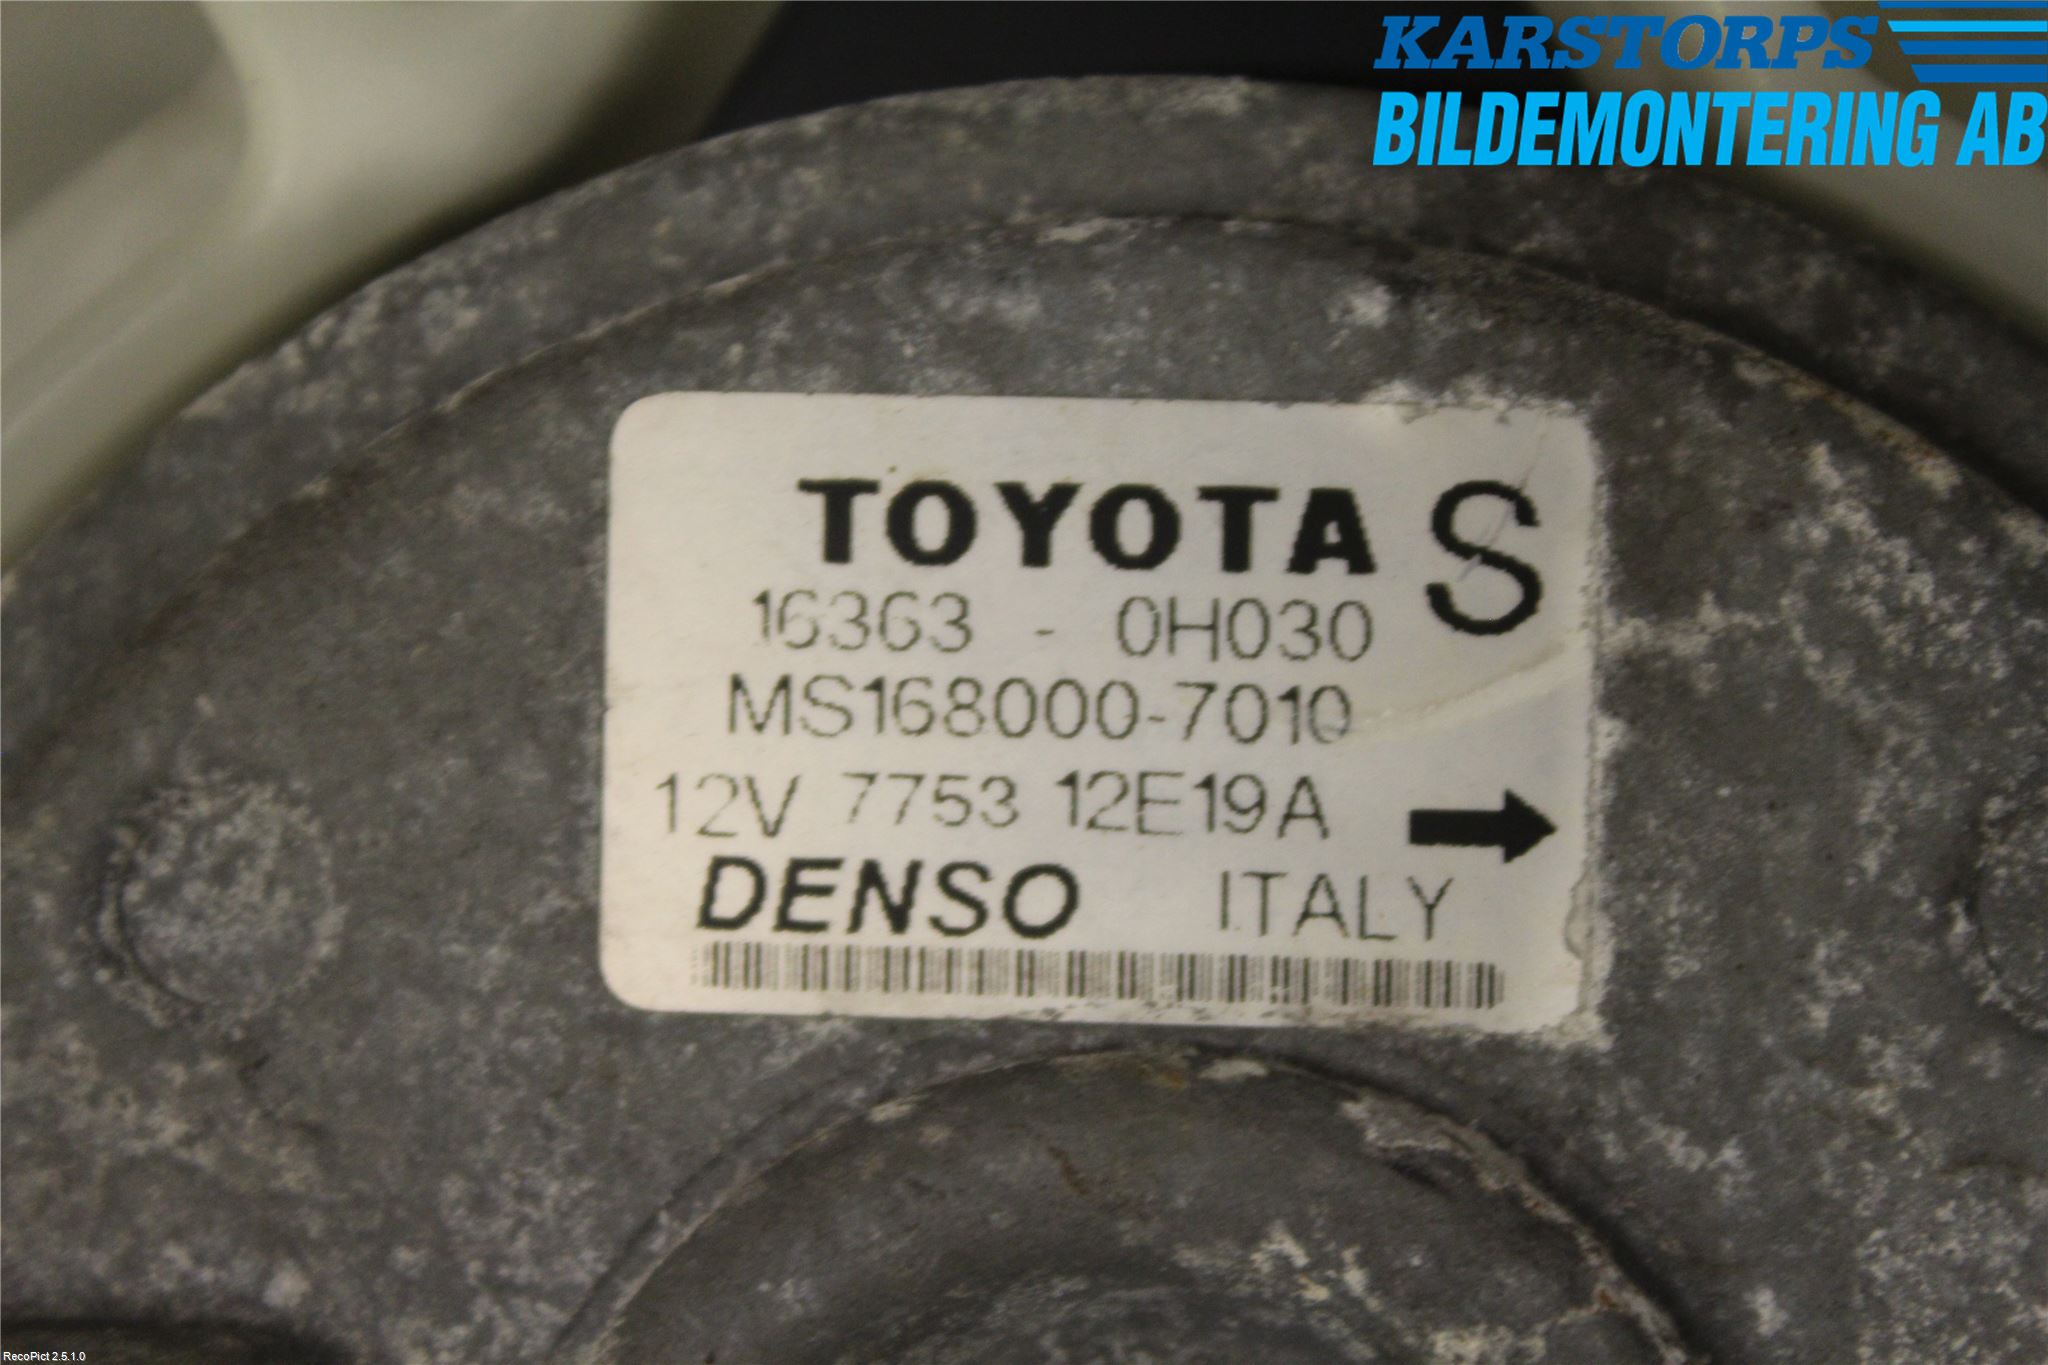 KARSTORPS
BILDEMONTERING AB
TOYOTA S
16363 - 0H030
MS168000-7010
12V 7753 12E19A
DENSO ITALY
RecoPict 2.5.1.0